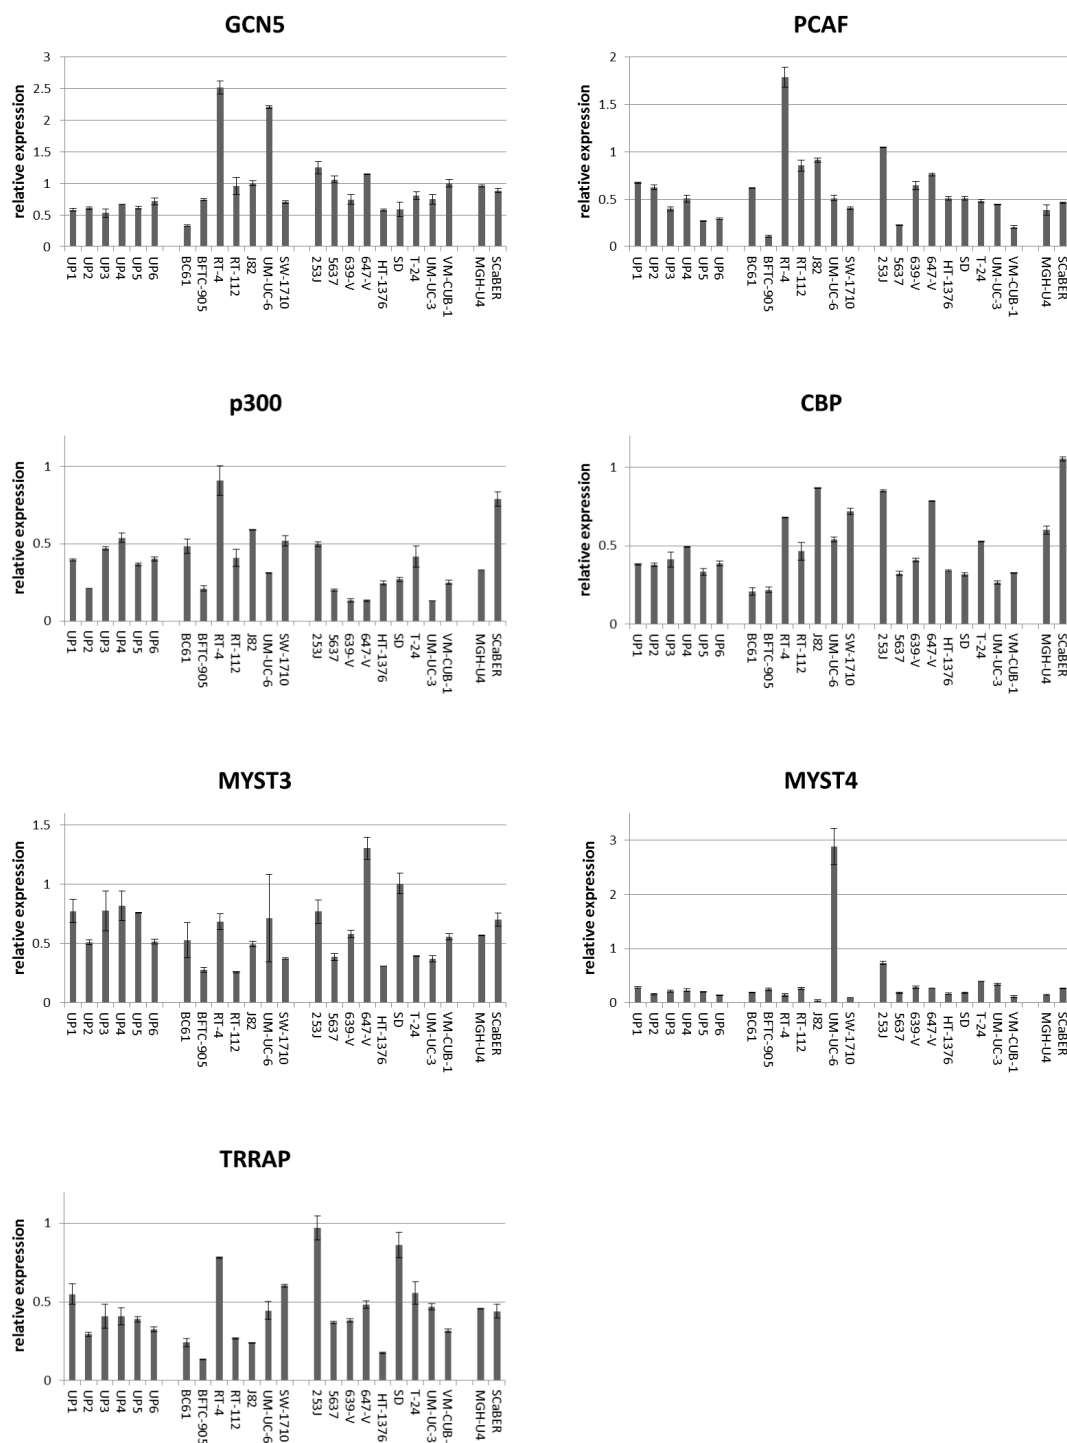 GCN5
relative expression
3
2.5
2
1.5
1
0.5
0
UP1 UP2 UP3 UP4 UP5 UP6 BC61 BFTC-905 RT-4 RT-112 J82 UM-UC-6 SW-1710 253J 5637 639-V 647-V HT-1376 SD T-24 UM-UC-3 VM-CUB-1 MGH-U4 SCaBER
PCAF
relative expression
2
1.5
1
0.5
0
UP1 UP2 UP3 UP4 UP5 UP6 BC61 BFTC-905 RT-4 RT-112 J82 UM-UC-6 SW-1710 253J 5637 639-V 647-V HT-1376 SD T-24 UM-UC-3 VM-CUB-1 MGH-U4 SCaBER
p300
relative expression
1
0.5
0
UP1 UP2 UP3 UP4 UP5 UP6 BC61 BFTC-905 RT-4 RT-112 J82 UM-UC-6 SW-1710 253J 5637 639-V 647-V HT-1376 SD T-24 UM-UC-3 VM-CUB-1 MGH-U4 SCaBER
CBP
relative expression
1
0.5
0
UP1 UP2 UP3 UP4 UP5 UP6 BC61 BFTC-905 RT-4 RT-112 J82 UM-UC-6 SW-1710 253J 5637 639-V 647-V HT-1376 SD T-24 UM-UC-3 VM-CUB-1 MGH-U4 SCaBER
MYST3
relative expression
1.5
1
0.5
0
UP1 UP2 UP3 UP4 UP5 UP6 BC61 BFTC-905 RT-4 RT-112 J82 UM-UC-6 SW-1710 253J 5637 639-V 647-V HT-1376 SD T-24 UM-UC-3 VM-CUB-1 MGH-U4 SCaBER
MYST4
relative expression
3
2
1
0
UP1 UP2 UP3 UP4 UP5 UP6 BC61 BFTC-905 RT-4 RT-112 J82 UM-UC-6 SW-1710 253J 5637 639-V 647-V HT-1376 SD T-24 UM-UC-3 VM-CUB-1 MGH-U4 SCaBER
TRRAP
relative expression
1
0.5
0
UP1 UP2 UP3 UP4 UP5 UP6 BC61 BFTC-905 RT-4 RT-112 J82 UM-UC-6 SW-1710 253J 5637 639-V 647-V HT-1376 SD T-24 UM-UC-3 VM-CUB- MGH-U4 SCaBER